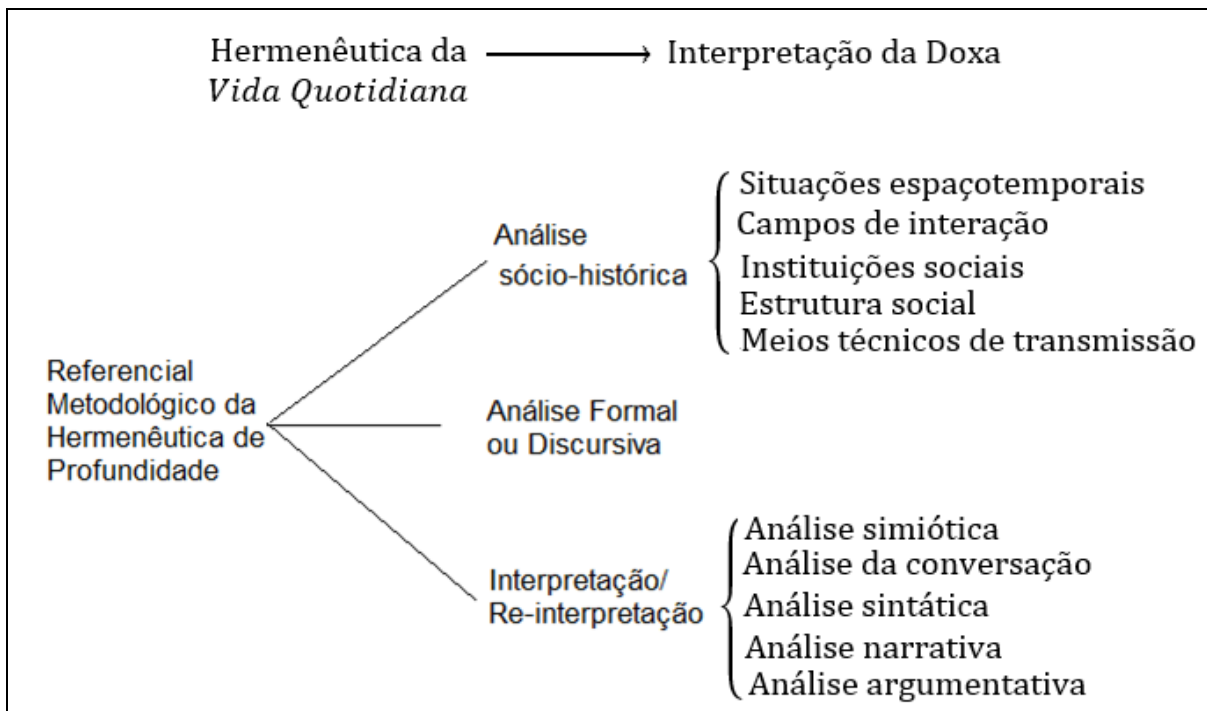 Hermenêutica da
Vida Quotidiana
Interpretação da Doxa
Referencial
Metodológico da
Hermenêutica de
Profundidade
Análise
sócio-histórica
Situações espaçotemporais
Campos de interação
Instituições sociais
Estrutura social
Meios técnicos de transmissão
Análise Formal
ou Discursiva
Interpretação/
Re-interpretação
Análise simiótica
Análise da conversação
Análise sintática
Análise narrativa
Análise argumentativa